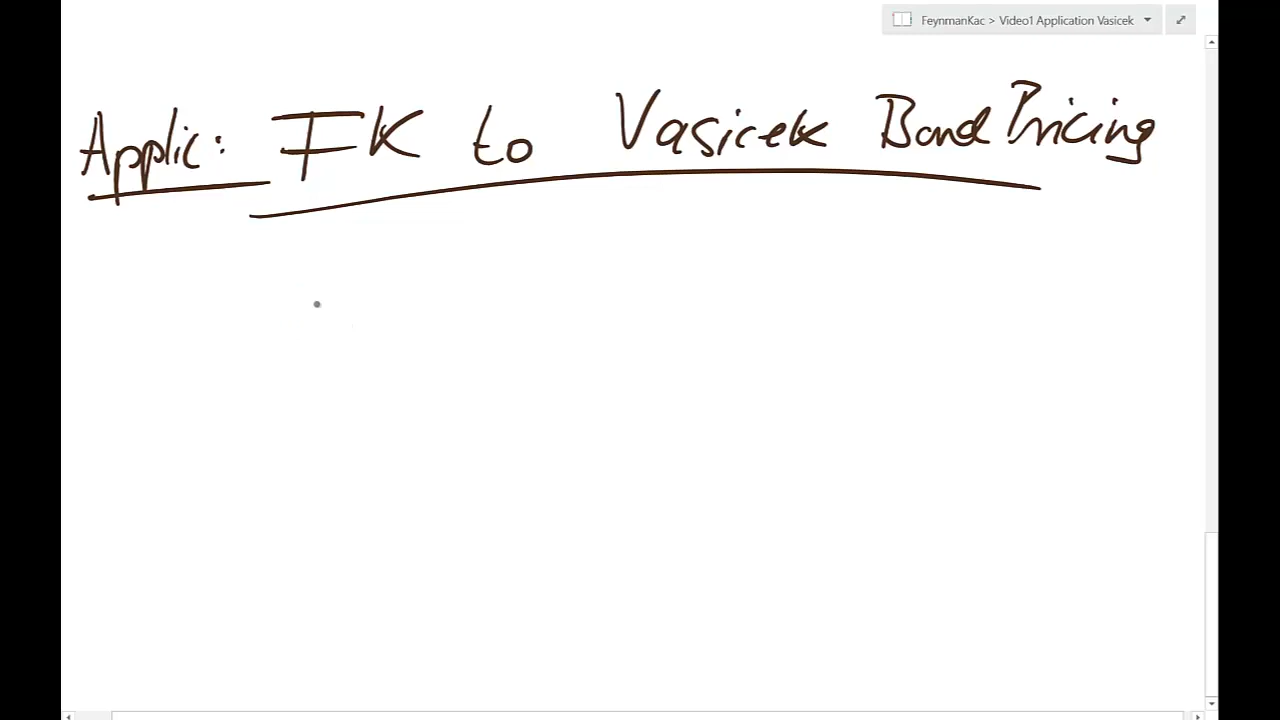 FeynmanKac > Video1 Application Vasicek
Applic: FK to Vasicek Bond Pricing